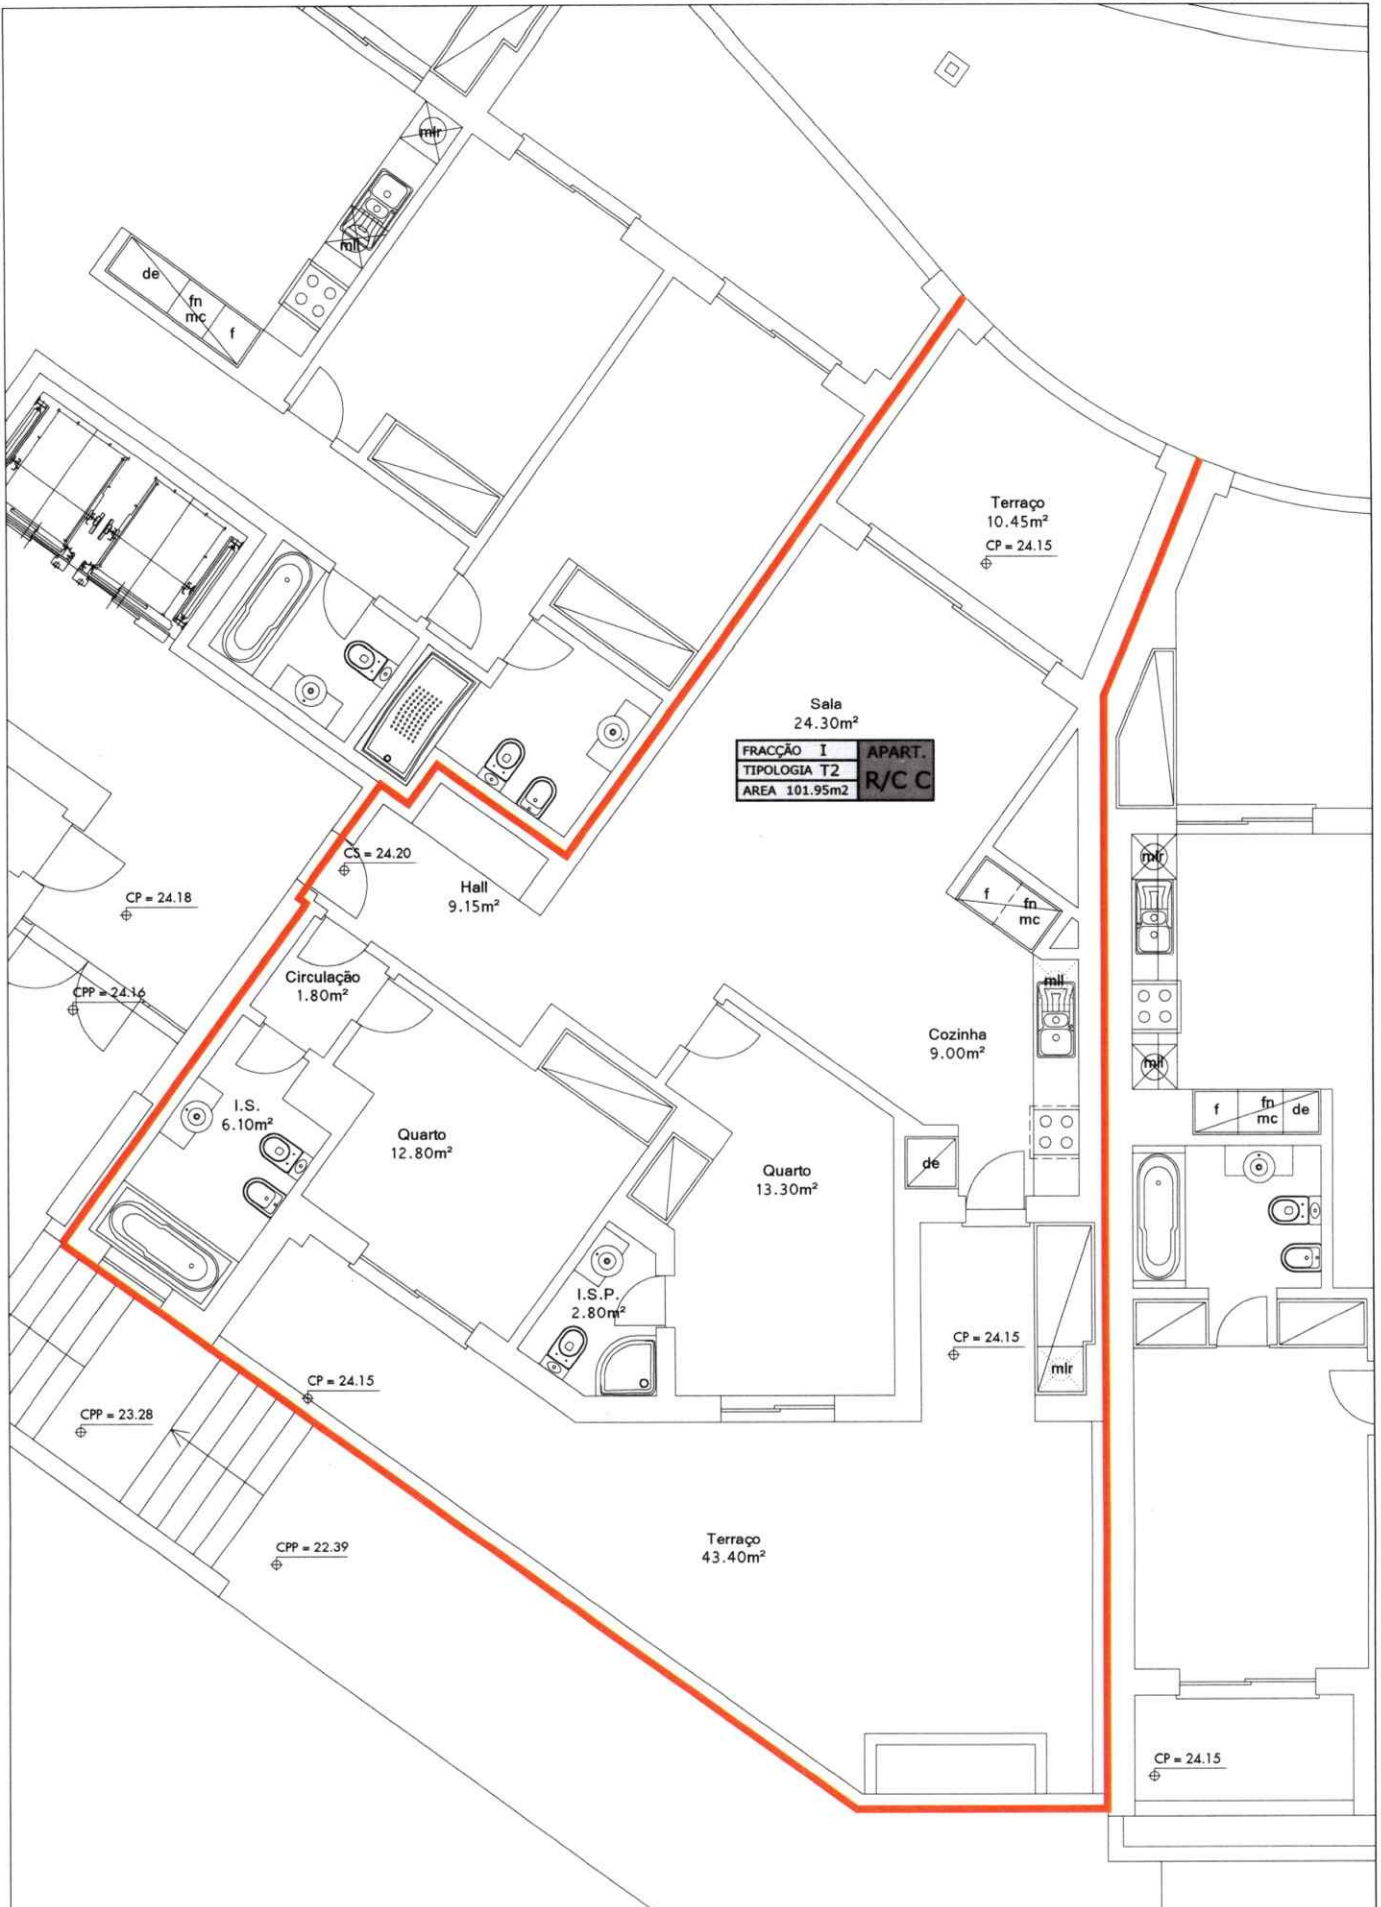 mlr
mll
de
fn
mc
f
Terraço
10.45m²
CP = 24.15
Sala
24.30m²
FRACÇÃO I
TIPOLOGIA T2
AREA 101.95m2
APART.
R/C C
CS = 24.20
Hall
9.15m²
CP = 24.18
CPP = 24.16
Circulação
1.80m²
f
fn
mc
mll
Cozinha
9.00m²
mlr
mll
f
fn
mc
de
I.S.
6.10m²
Quarto
12.80m²
Quarto
13.30m²
de
I.S.P.
2.80m²
CP = 24.15
mlr
CP = 24.15
CPP = 23.28
CPP = 22.39
Terraço
43.40m²
CP = 24.15